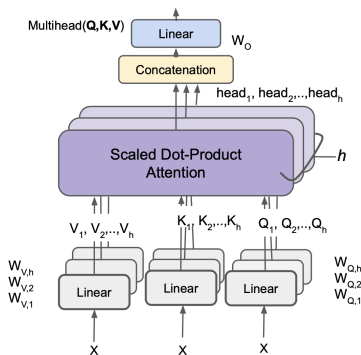 Multihead(Q,K,V)
Linear
W_O
Concatenation
head_1, head_2,..,head_h
Scaled Dot-Product
Attention
h
V_1, V_2,..,V_h
K_1, K_2,..,K_h
Q_1, Q_2,..,Q_h
W_V,h
W_V,2
W_V,1
Linear
Linear
Linear
W_Q,h
W_Q,2
W_Q,1
X
X
X